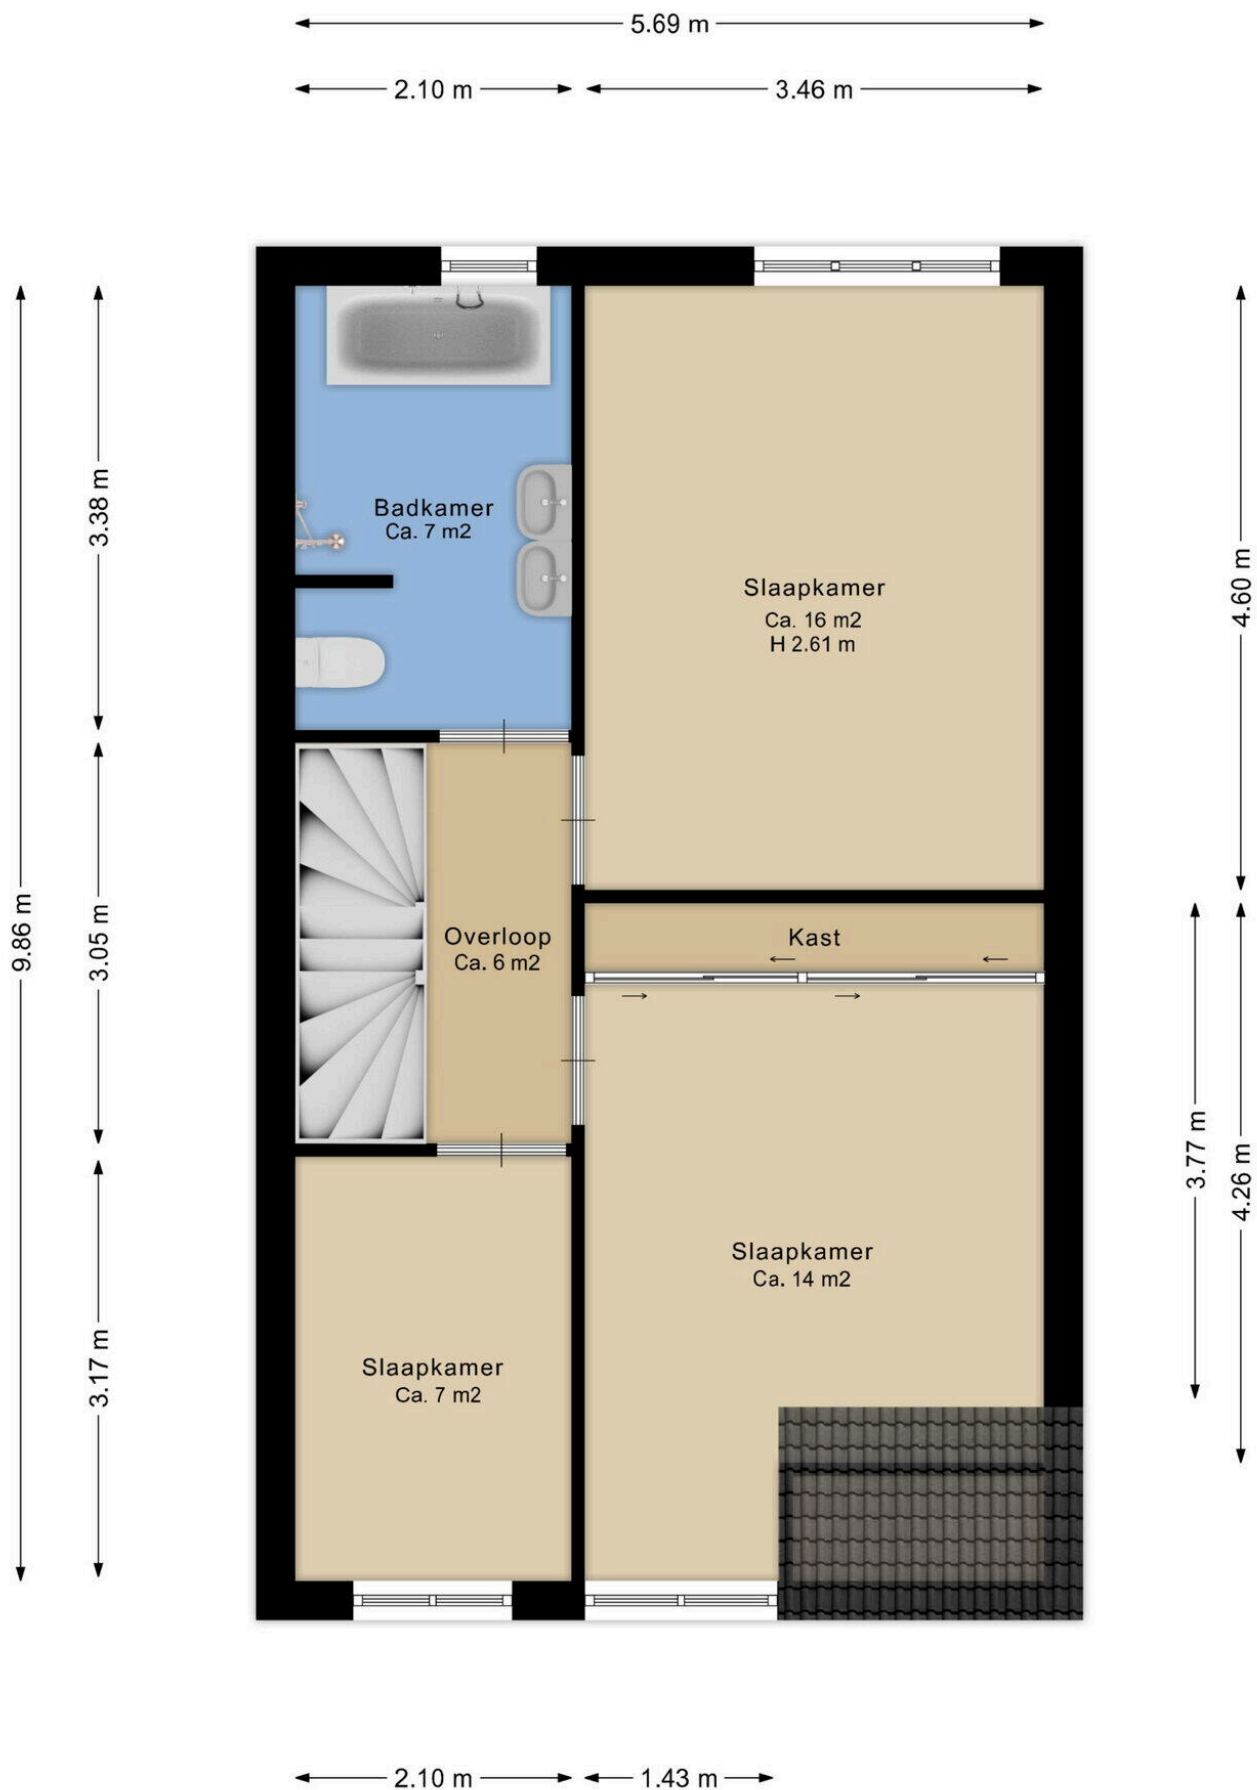 5.69 m
2.10 m
3.46 m
Badkamer
Ca. 7 m2
3.38 m
Slaapkamer
Ca. 16 m2
H 2.61 m
4.60 m
9.86 m
3.05 m
Overloop
Ca. 6 m2
Kast
3.77 m
4.26 m
Slaapkamer
Ca. 14 m2
3.17 m
Slaapkamer
Ca. 7 m2
2.10 m
1.43 m